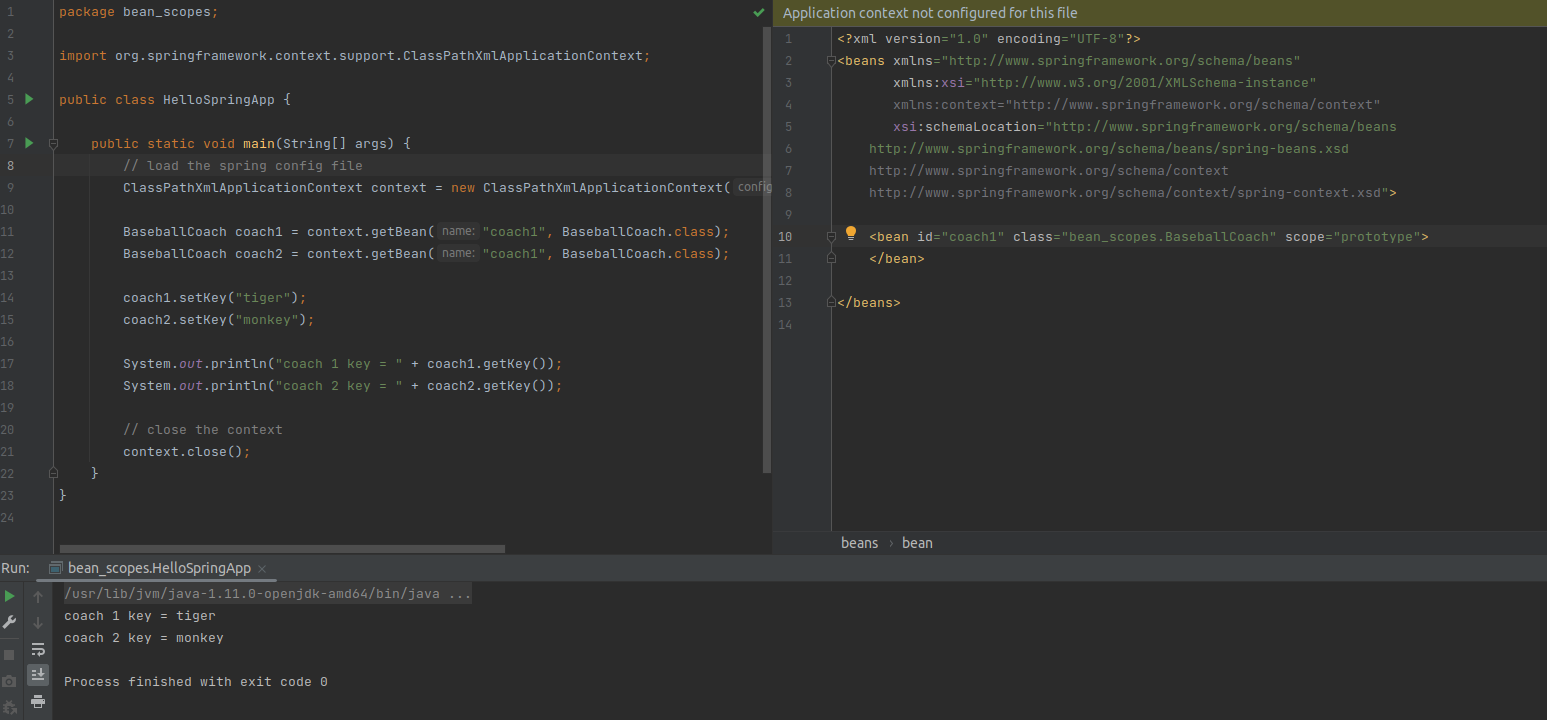 1 package bean_scopes;
2
3 import org.springframework.context.support.ClassPathXmlApplicationContext;
4
5 public class HelloSpringApp {
6
7 public static void main(String[] args) {
8 // load the spring config file
9 ClassPathXmlApplicationContext context = new ClassPathXmlApplicationContext( config
10
11 BaseballCoach coach1 = context.getBean( name: "coach1", BaseballCoach.class);
12 BaseballCoach coach2 = context.getBean( name: "coach1", BaseballCoach.class);
13
14 coach1.setKey("tiger");
15 coach2.setKey("monkey");
16
17 System.out.println("coach 1 key = " + coach1.getKey());
18 System.out.println("coach 2 key = " + coach2.getKey());
19
20 // close the context
21 context.close();
22 }
23 }
24
Application context not configured for this file
1 <?xml version="1.0" encoding="UTF-8"?>
2 <beans xmlns="http://www.springframework.org/schema/beans"
3 xmlns:xsi="http://www.w3.org/2001/XMLSchema-instance"
4 xmlns:context="http://www.springframework.org/schema/context"
5 xsi:schemaLocation="http://www.springframework.org/schema/beans
6 http://www.springframework.org/schema/beans/spring-beans.xsd
7 http://www.springframework.org/schema/context
8 http://www.springframework.org/schema/context/spring-context.xsd">
9
10 <bean id="coach1" class="bean_scopes.BaseballCoach" scope="prototype">
11 </bean>
12
13 </beans>
14
beans › bean
Run: bean_scopes.HelloSpringApp ×
/usr/lib/jvm/java-1.11.0-openjdk-amd64/bin/java ...
coach 1 key = tiger
coach 2 key = monkey
Process finished with exit code 0